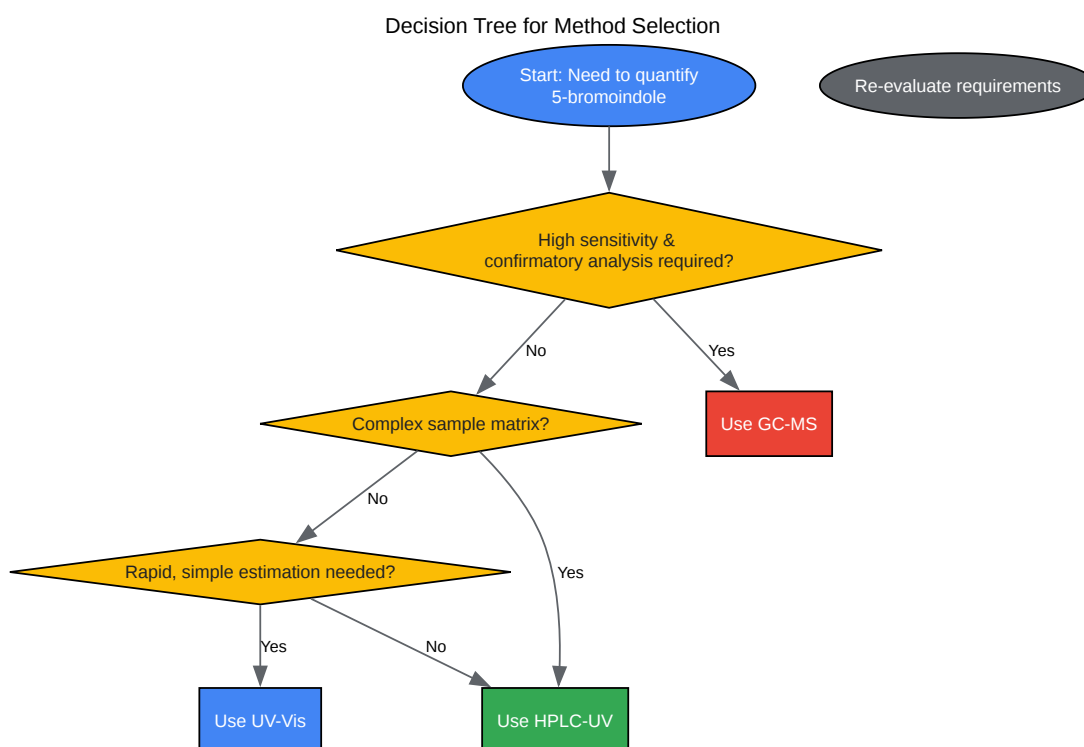 Decision Tree for Method Selection
Start: Need to quantify
5-bromoindole
Re-evaluate requirements
High sensitivity &
confirmatory analysis required?
No
Yes
Complex sample matrix?
Use GC-MS
No
Yes
Rapid, simple estimation needed?
Yes
No
Use UV-Vis
Use HPLC-UV